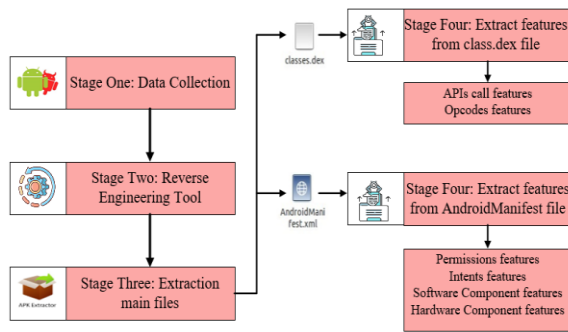 Stage One: Data Collection
Stage Two: Reverse
Engineering Tool
APK Extractor
Stage Three: Extraction
main files
classes.dex
Stage Four: Extract features
from class.dex file
APIs call features
Opcodes features
AndroidMani
fest.xml
Stage Four: Extract features
from AndroidManifest file
Permissions features
Intents features
Software Component features
Hardware Component features